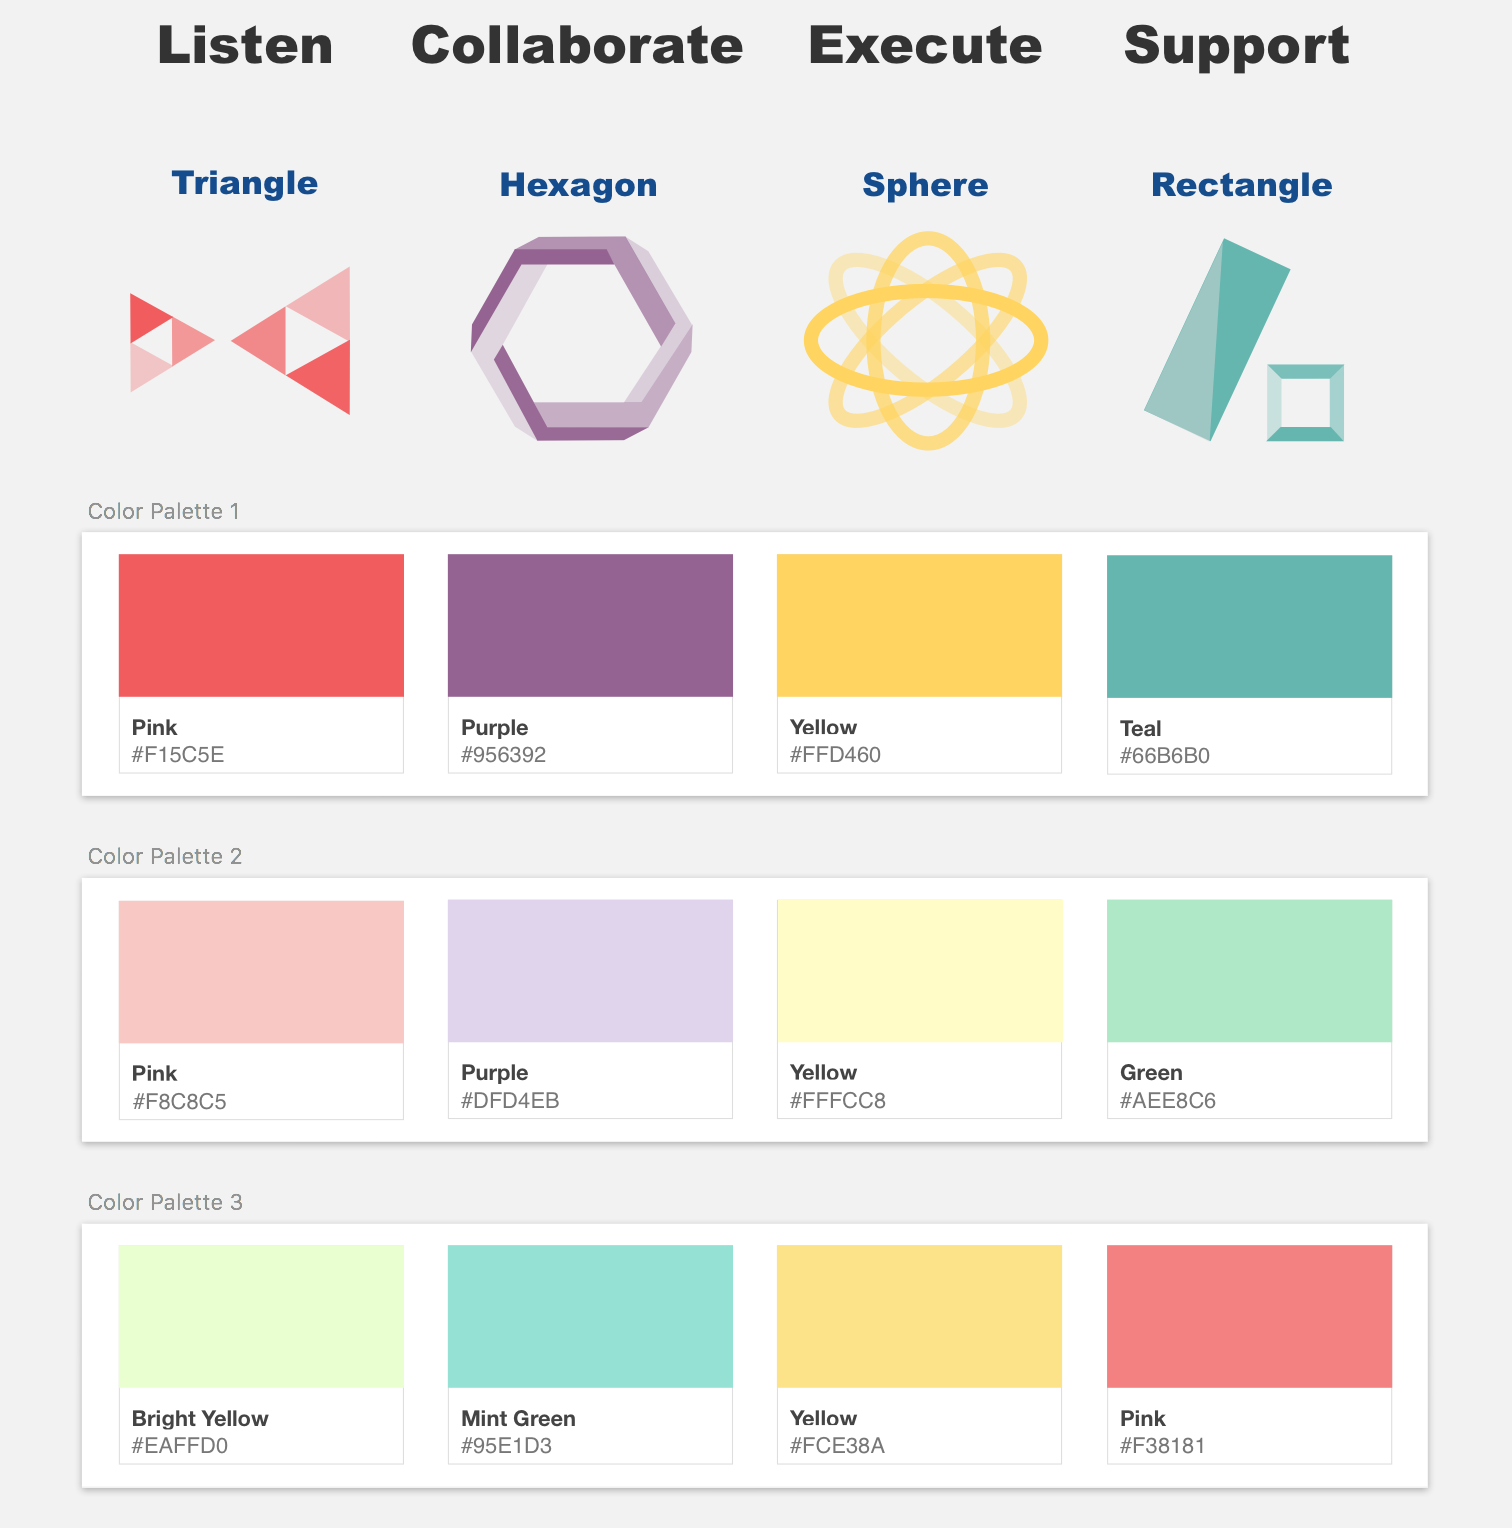 Listen Collaborate Execute Support
Triangle Hexagon Sphere Rectangle
Color Palette 1
Pink Purple Yellow Teal
#F15C5E #956392 #FFD460 #66B6B0
Color Palette 2
Pink Purple Yellow Green
#F8C8C5 #DFD4EB #FFFCC8 #AEE8C6
Color Palette 3
Bright Yellow Mint Green Yellow Pink
#EAFFD0 #95E1D3 #FCE38A #F38181